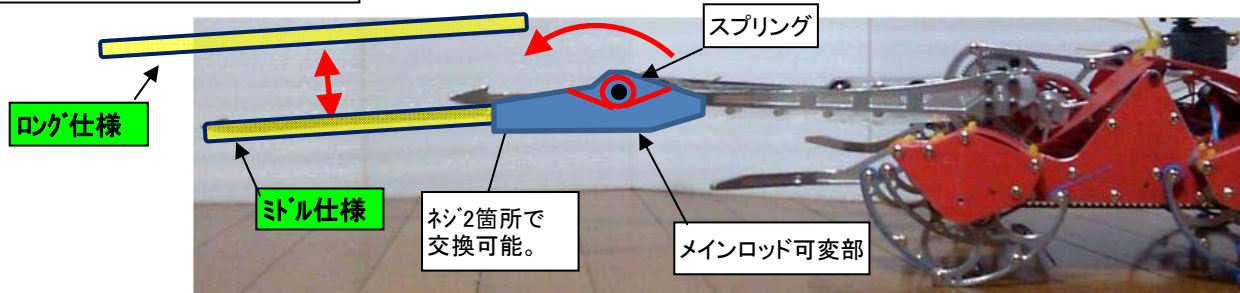 スプリング
ロング仕様
ミドル仕様
ネジ2箇所で
交換可能。
メインロッド可変部